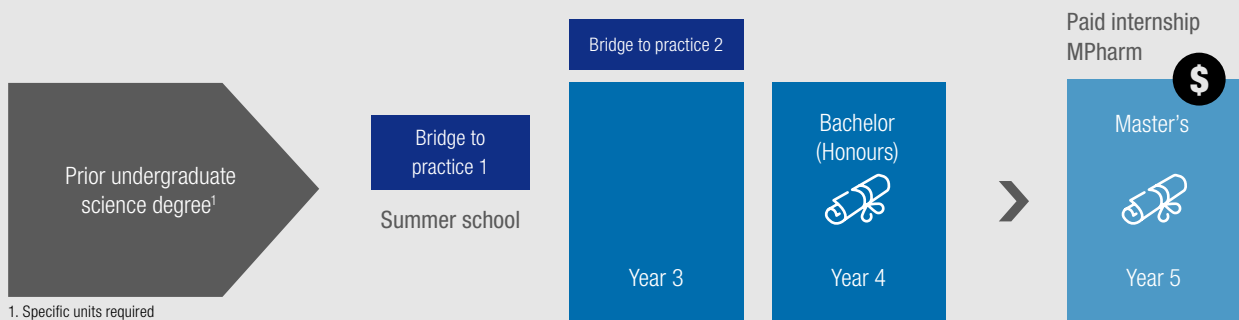 Prior undergraduate
science degree1
1. Specific units required
Bridge to
practice 1
Summer school
Bridge to practice 2
Year 3
Bachelor
(Honours)
Year 4
Paid internship
MPharm
$
Master's
Year 5